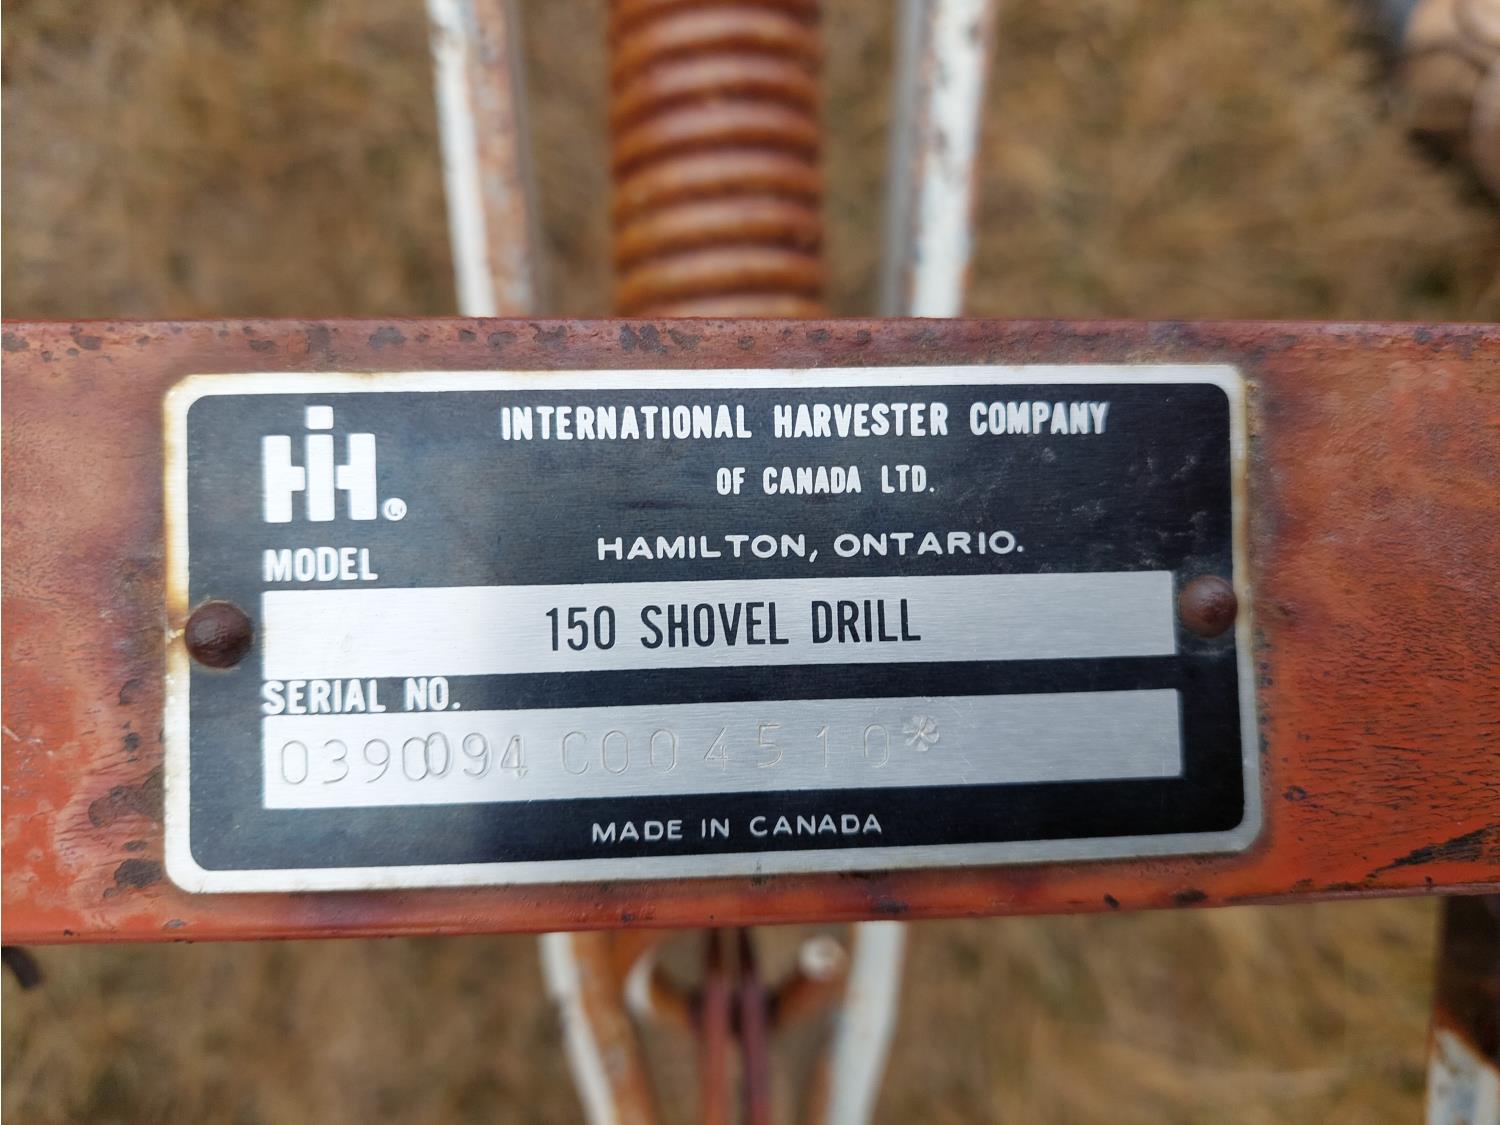 INTERNATIONAL HARVESTER COMPANY
OF CANADA LTD.
IH®
HAMILTON, ONTARIO.
MODEL
150 SHOVEL DRILL
SERIAL NO.
0390094 C004510*
MADE IN CANADA